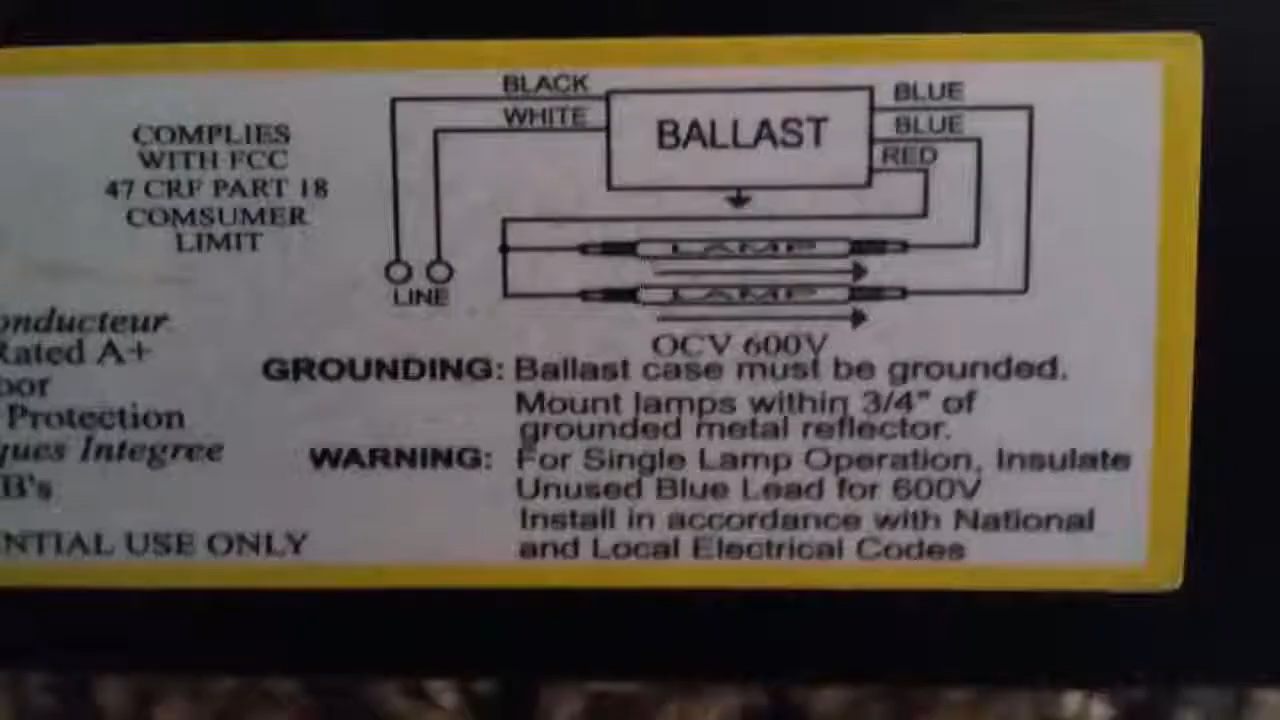 COMPLIES
WITH FCC
47 CRF PART 18
COMSUMER
LIMIT
BLACK
WHITE
BALLAST
BLUE
BLUE
RED
LAMP
LAMP
LINE
OCV 600V
onducteur
Rated A+
Protection
ques Integree
B's
NTIAL USE ONLY
GROUNDING: Ballast case must be grounded.
Mount lamps within 3/4" of
grounded metal reflector.
WARNING: For Single Lamp Operation, Insulate
Unused Blue Lead for 600V
Install in accordance with National
and Local Electrical Codes